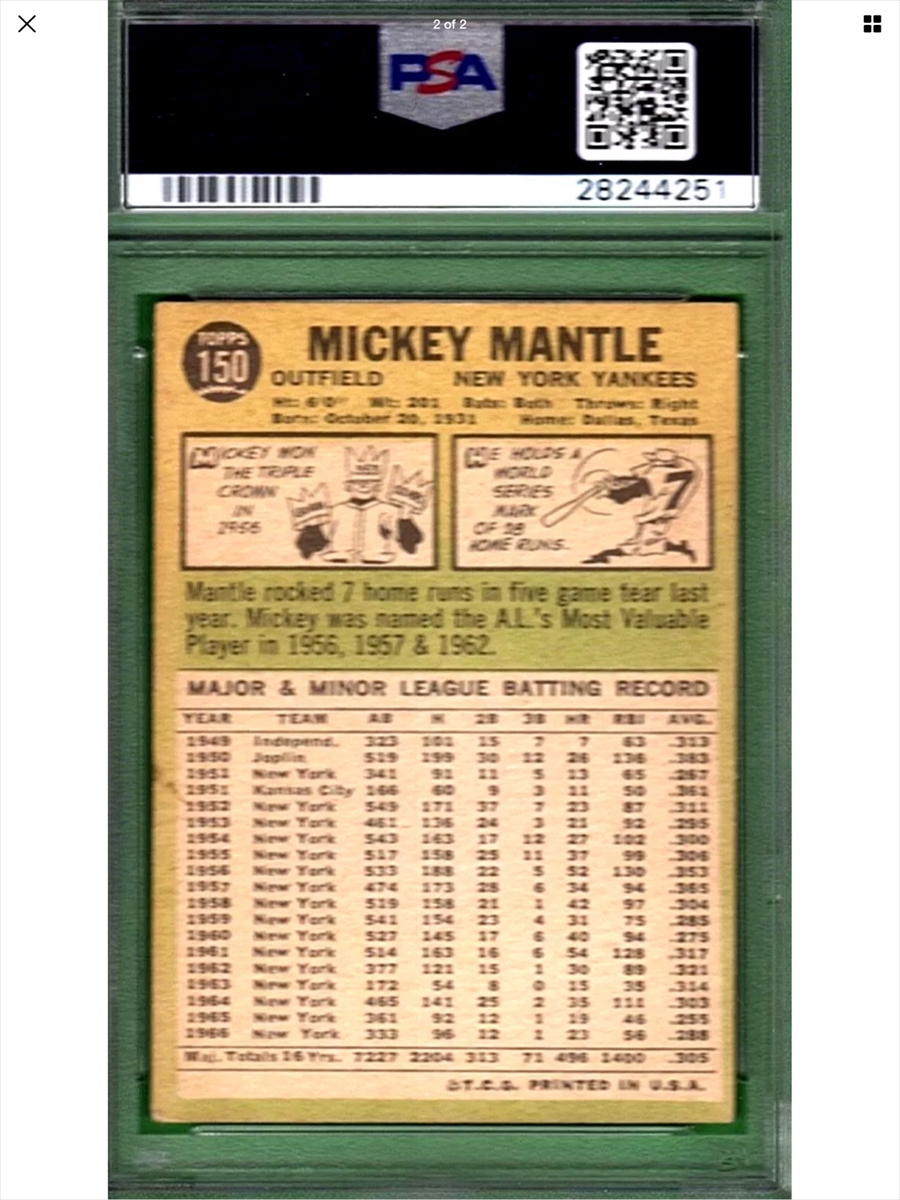 2 of 2
PSA
28244251
TOPPS
150
MICKEY MANTLE
OUTFIELD NEW YORK YANKEES
Ht: 6'0" Wt: 201 Bats: Both Throws: Right
Born: October 20, 1931 Home: Dallas, Texas
MICKEY WON
THE TRIPLE
CROWN
IN
1956
HE HOLDS A
WORLD
SERIES
MARK
OF 18
HOME RUNS.
7
Mantle rocked 7 home runs in five game tear last
year. Mickey was named the A.L.'s Most Valuable
Player in 1956, 1957 & 1962.
MAJOR & MINOR LEAGUE BATTING RECORD
YEAR TEAM AB H 2B 3B HR RBI AVG.
1949 Independ. 323 101 15 7 7 63 .313
1950 Joplin 519 199 30 12 26 136 .383
1951 New York 341 91 11 5 13 65 .267
1951 Kansas City 166 60 9 3 11 50 .361
1952 New York 549 171 37 7 23 87 .311
1953 New York 461 136 24 3 21 92 .295
1954 New York 543 163 17 12 27 102 .300
1955 New York 517 158 25 11 37 99 .306
1956 New York 533 188 22 5 52 130 .353
1957 New York 474 173 28 6 34 94 .365
1958 New York 519 158 21 1 42 97 .304
1959 New York 541 154 23 4 31 75 .285
1960 New York 527 145 17 6 40 94 .275
1961 New York 514 163 16 6 54 128 .317
1962 New York 377 121 15 1 30 89 .321
1963 New York 172 54 8 0 15 35 .314
1964 New York 465 141 25 2 35 111 .303
1965 New York 361 92 12 1 19 46 .255
1966 New York 333 96 12 1 23 56 .288
Maj. Totals 16 Yrs. 7227 2204 313 71 496 1400 .305
©T.C.G. PRINTED IN U.S.A.